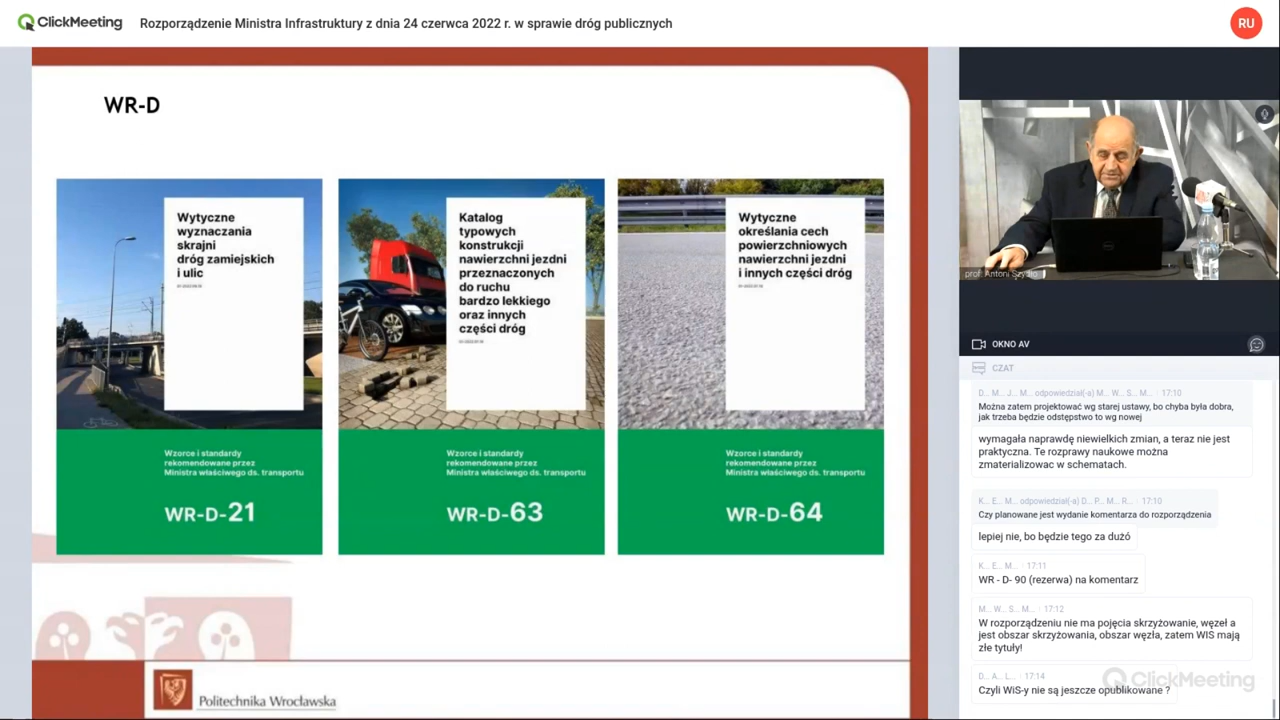 ClickMeeting
Rozporządzenie Ministra Infrastruktury z dnia 24 czerwca 2022 r. w sprawie dróg publicznych
RU
WR-D
Wytyczne
wyznaczania
skrajni
dróg zamiejskich
i ulic
Wzorce i standardy
rekomendowane przez
Ministra właściwego ds. transportu
WR-D-21
Katalog
typowych
konstrukcji
nawierzchni jezdni
przeznaczonych
do ruchu
bardzo lekkiego
oraz innych
części dróg
Wzorce i standardy
rekomendowane przez
Ministra właściwego ds. transportu
WR-D-63
Wytyczne
określania cech
powierzchniowych
nawierzchni jezdni
i innych części dróg
Wzorce i standardy
rekomendowane przez
Ministra właściwego ds. transportu
WR-D-64
Politechnika Wrocławska
prof. Antoni Szydło
OKNO AV
CZAT
D... M... J... M... odpowiedział(-a) M... W... S... M... · 17:10
Można zatem projektować wg starej ustawy, bo chyba była dobra,
jak trzeba będzie odstępstwo to wg nowej
wymagała naprawdę niewielkich zmian, a teraz nie jest
praktyczna. Te rozprawy naukowe można
zmaterializowac w schematach.
K... E... M... odpowiedział(-a) D... P... M... R... · 17:10
Czy planowane jest wydanie komentarza do rozporządzenia
lepiej nie, bo będzie tego za dużó
K... E... M... · 17:11
WR - D- 90 (rezerwa) na komentarz
M... W... S... M... · 17:12
W rozporządzeniu nie ma pojęcia skrzyżowanie, węzeł a
jest obszar skrzyżowania, obszar węzła, zatem WIS mają
złe tytuły!
D... A... L... · 17:14
Czyli WiS-y nie są jeszcze opublikowane ?
ClickMeeting